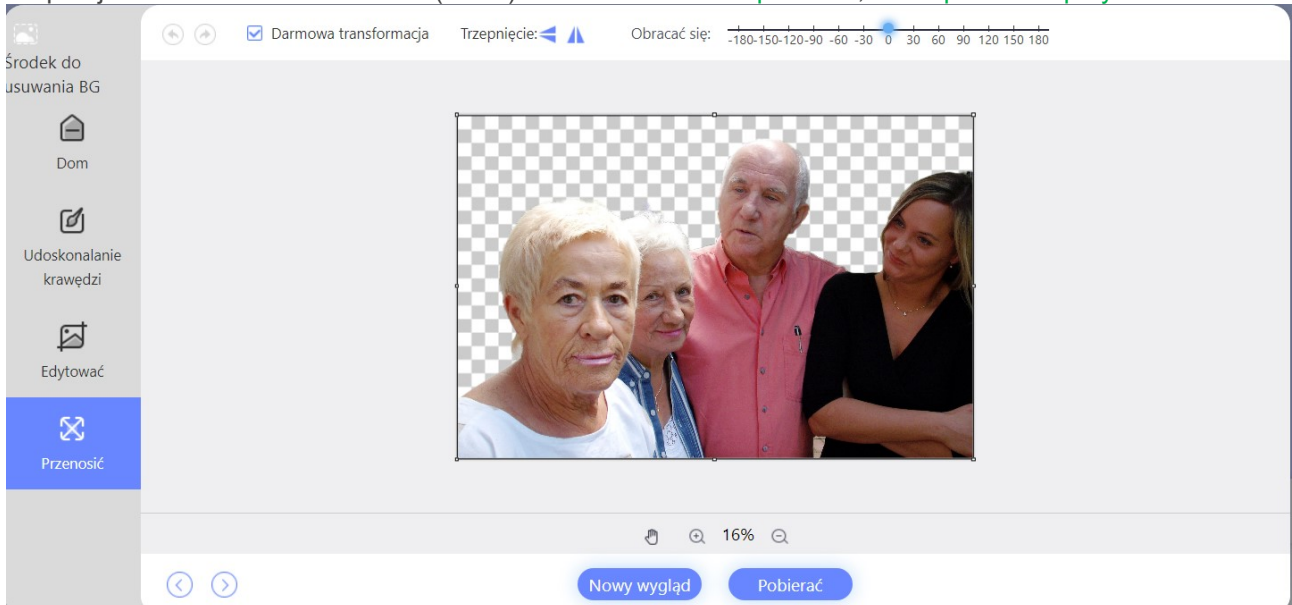 Środek do
usuwania BG
Dom
Udoskonalanie
krawędzi
Edytować
Przenosić
Darmowa transformacja Trzepnięcie: Obracać się:
-180-150-120-90 -60 -30 0 30 60 90 120 150 180
16%
Nowy wygląd Pobierać